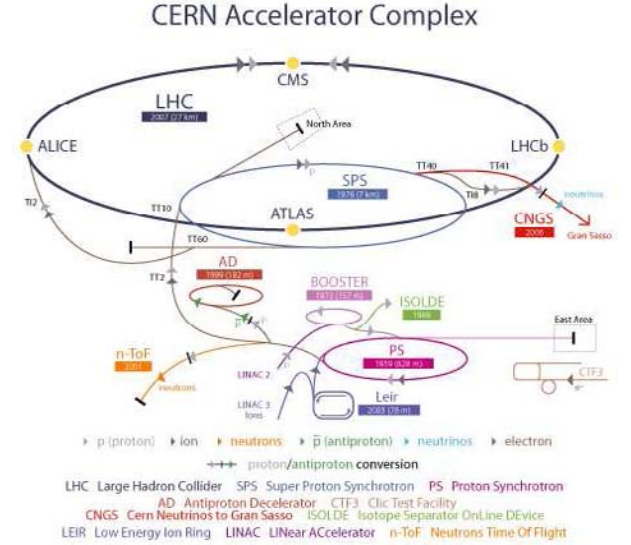 CERN Accelerator Complex
CMS
LHC
2007 (27 km)
North Area
ALICE
LHCb
p
SPS
1976 (7 km)
TT40
TT41
TI8
neutrinos
TI2
TT10
ATLAS
CNGS
2006
Gran Sasso
TT60
AD
1999 (182 m)
TT2
BOOSTER
1972 (157 m)
ISOLDE
1989
p
p
East Area
n-ToF
2001
PS
1959 (628 m)
neutrons
LINAC 2
p
CTF3
e-
LINAC 3
Ions
Leir
2005 (78 m)
p (proton) ion neutrons p̄ (antiproton) neutrinos electron
proton/antiproton conversion
LHC Large Hadron Collider SPS Super Proton Synchrotron PS Proton Synchrotron
AD Antiproton Decelerator CTF3 Clic Test Facility
CNGS Cern Neutrinos to Gran Sasso ISOLDE Isotope Separator OnLine DEvice
LEIR Low Energy Ion Ring LINAC LINear ACcelerator n-ToF Neutrons Time Of Flight